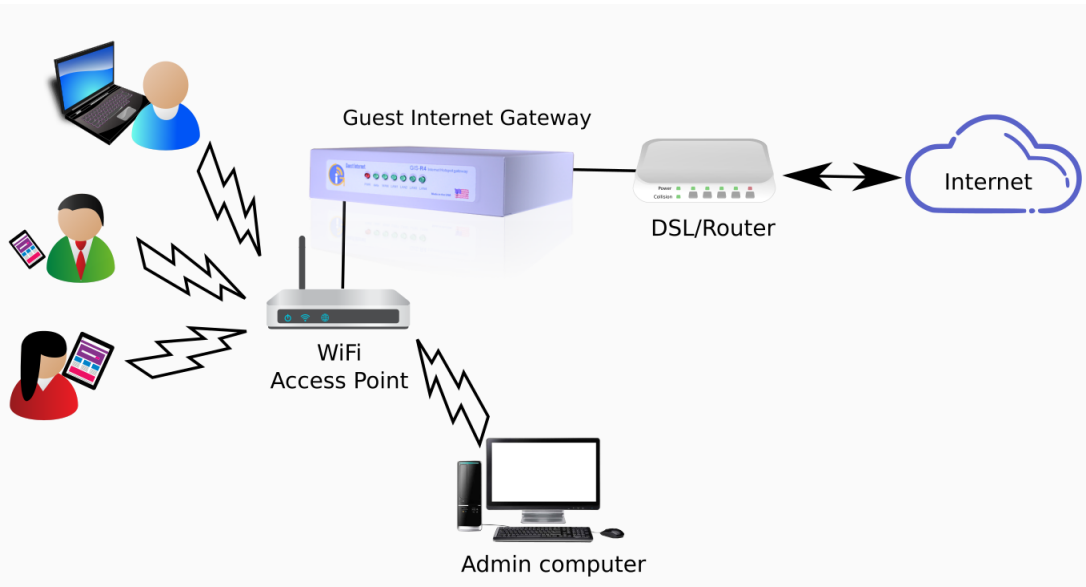 Guest Internet Gateway
Internet
Power
Collision
DSL/Router
WiFi
Access Point
Admin computer